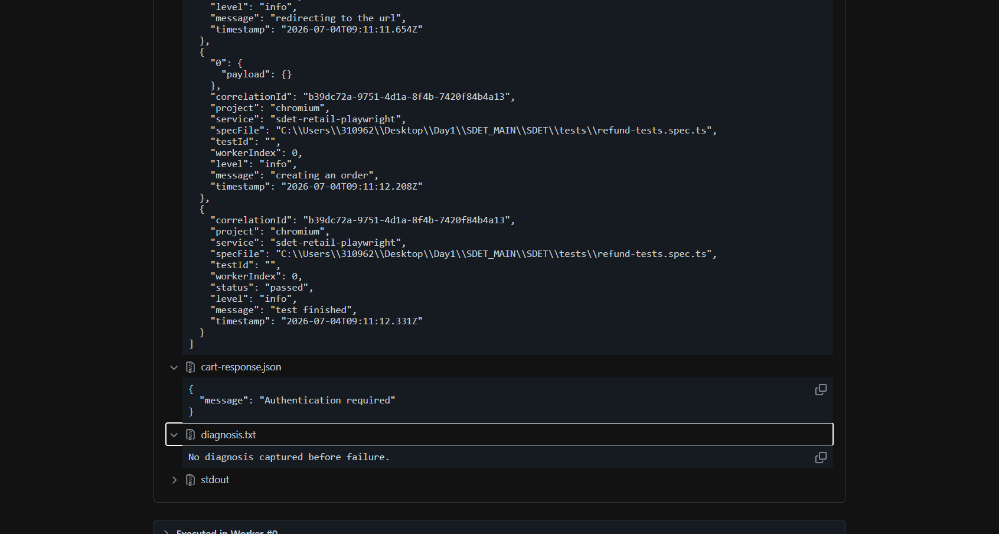 "level": "info",
"message": "redirecting to the url",
"timestamp": "2026-07-04T09:11:11.654Z"
},
{
"0": {
"payload": {}
},
"correlationId": "b39dc72a-9751-4d1a-8f4b-7420f84b4a13",
"project": "chromium",
"service": "sdet-retail-playwright",
"specFile": "C:\\Users\\310962\\Desktop\\Day1\\SDET_MAIN\\SDET\\tests\\refund-tests.spec.ts",
"testId": "",
"workerIndex": 0,
"level": "info",
"message": "creating an order",
"timestamp": "2026-07-04T09:11:12.208Z"
},
{
"correlationId": "b39dc72a-9751-4d1a-8f4b-7420f84b4a13",
"project": "chromium",
"service": "sdet-retail-playwright",
"specFile": "C:\\Users\\310962\\Desktop\\Day1\\SDET_MAIN\\SDET\\tests\\refund-tests.spec.ts",
"testId": "",
"workerIndex": 0,
"status": "passed",
"level": "info",
"message": "test finished",
"timestamp": "2026-07-04T09:11:12.331Z"
}
]
cart-response.json
{
"message": "Authentication required"
}
diagnosis.txt
No diagnosis captured before failure.
stdout
Executed in Worker #0